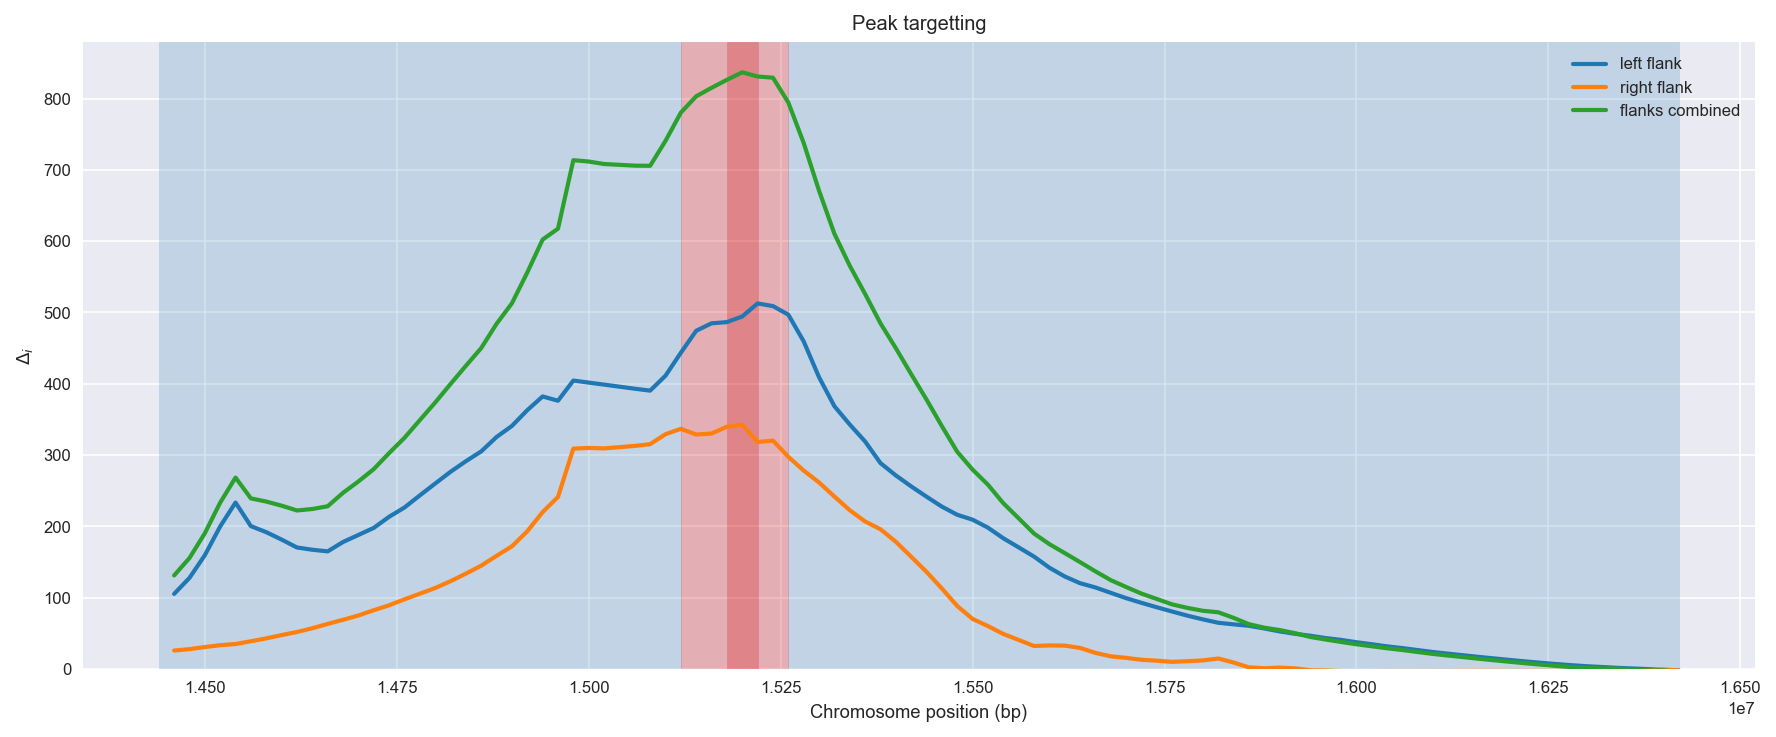 Peak targetting
left flank
right flank
flanks combined
800
700
600
500
400
300
200
100
0
Δi
1.450 1.475 1.500 1.525 1.550 1.575 1.600 1.625 1.650
1e7
Chromosome position (bp)